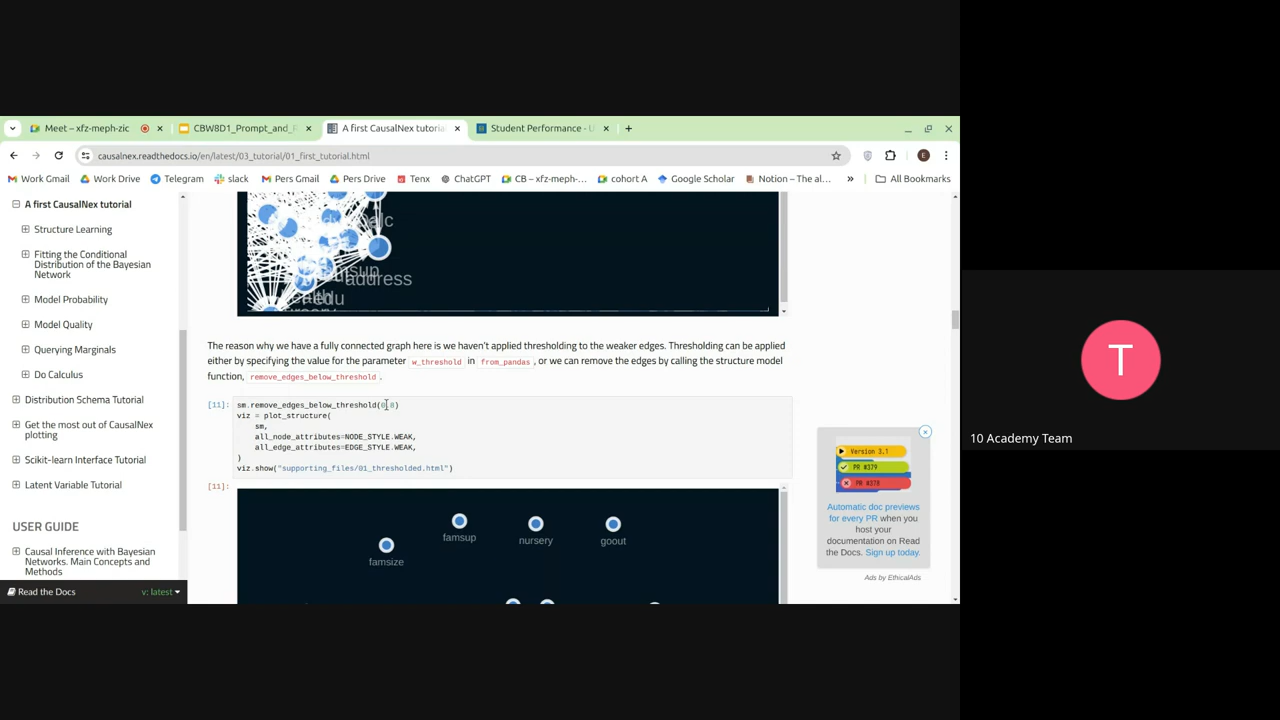 Meet – xfz-meph-zic
CBW8D1_Prompt_and_
A first CausalNex tutoria
Student Performance - U
causalnex.readthedocs.io/en/latest/03_tutorial/01_first_tutorial.html
E
Work Gmail
Work Drive
Telegram
slack
Pers Gmail
Pers Drive
Tenx
ChatGPT
CB – xfz-meph-...
cohort A
Google Scholar
Notion – The al...
»
All Bookmarks
A first CausalNex tutorial
Structure Learning
Fitting the Conditional
Distribution of the Bayesian
Network
Model Probability
Model Quality
Querying Marginals
Do Calculus
Distribution Schema Tutorial
Get the most out of CausalNex
plotting
Scikit-learn Interface Tutorial
Latent Variable Tutorial
USER GUIDE
Causal Inference with Bayesian
Networks. Main Concepts and
Methods
Read the Docs
v: latest
address
The reason why we have a fully connected graph here is we haven't applied thresholding to the weaker edges. Thresholding can be applied
either by specifying the value for the parameter w_threshold in from_pandas, or we can remove the edges by calling the structure model
function, remove_edges_below_threshold.
[11]:
sm.remove_edges_below_threshold(0.8)
viz = plot_structure(
sm,
all_node_attributes=NODE_STYLE.WEAK,
all_edge_attributes=EDGE_STYLE.WEAK,
)
viz.show("supporting_files/01_thresholded.html")
[11]:
famsup
nursery
goout
famsize
Version 3.1
PR #379
PR #378
Automatic doc previews
for every PR when you
host your
documentation on Read
the Docs. Sign up today.
Ads by EthicalAds
T
10 Academy Team